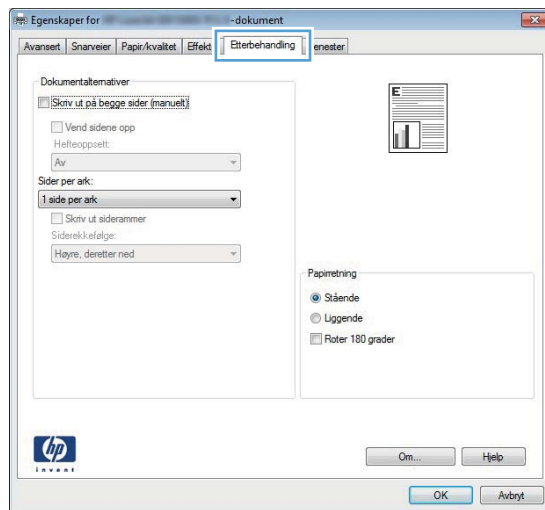 Egenskaper for -dokument
Avansert Snarveier Papir/kvalitet Effekt Etterbehandling enester
Dokumentalternativer
Skriv ut på begge sider (manuelt)
Vend sidene opp
Hefteoppsett:
Av
Sider per ark:
1 side per ark
Skriv ut siderammer
Siderekkefølge:
Høyre, deretter ned
E
Papirretning
Stående
Liggende
Roter 180 grader
hp
invent
Om... Hjelp
OK Avbryt